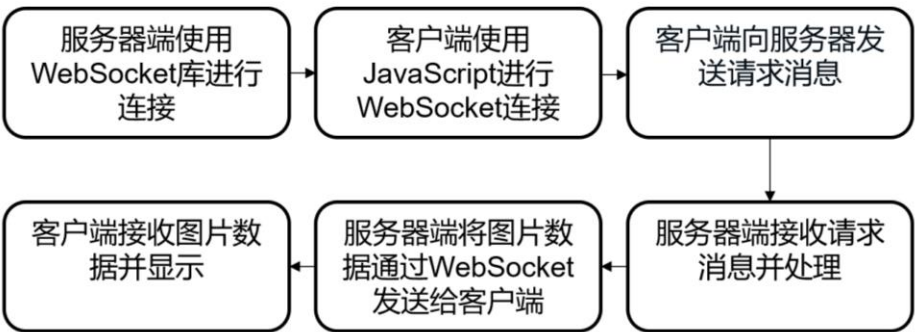 服务器端使用
WebSocket库进行
连接
客户端使用
JavaScript进行
WebSocket连接
客户端向服务器发
送请求消息
服务器端接收请求
消息并处理
服务器端将图片数
据通过WebSocket
发送给客户端
客户端接收图片数
据并显示